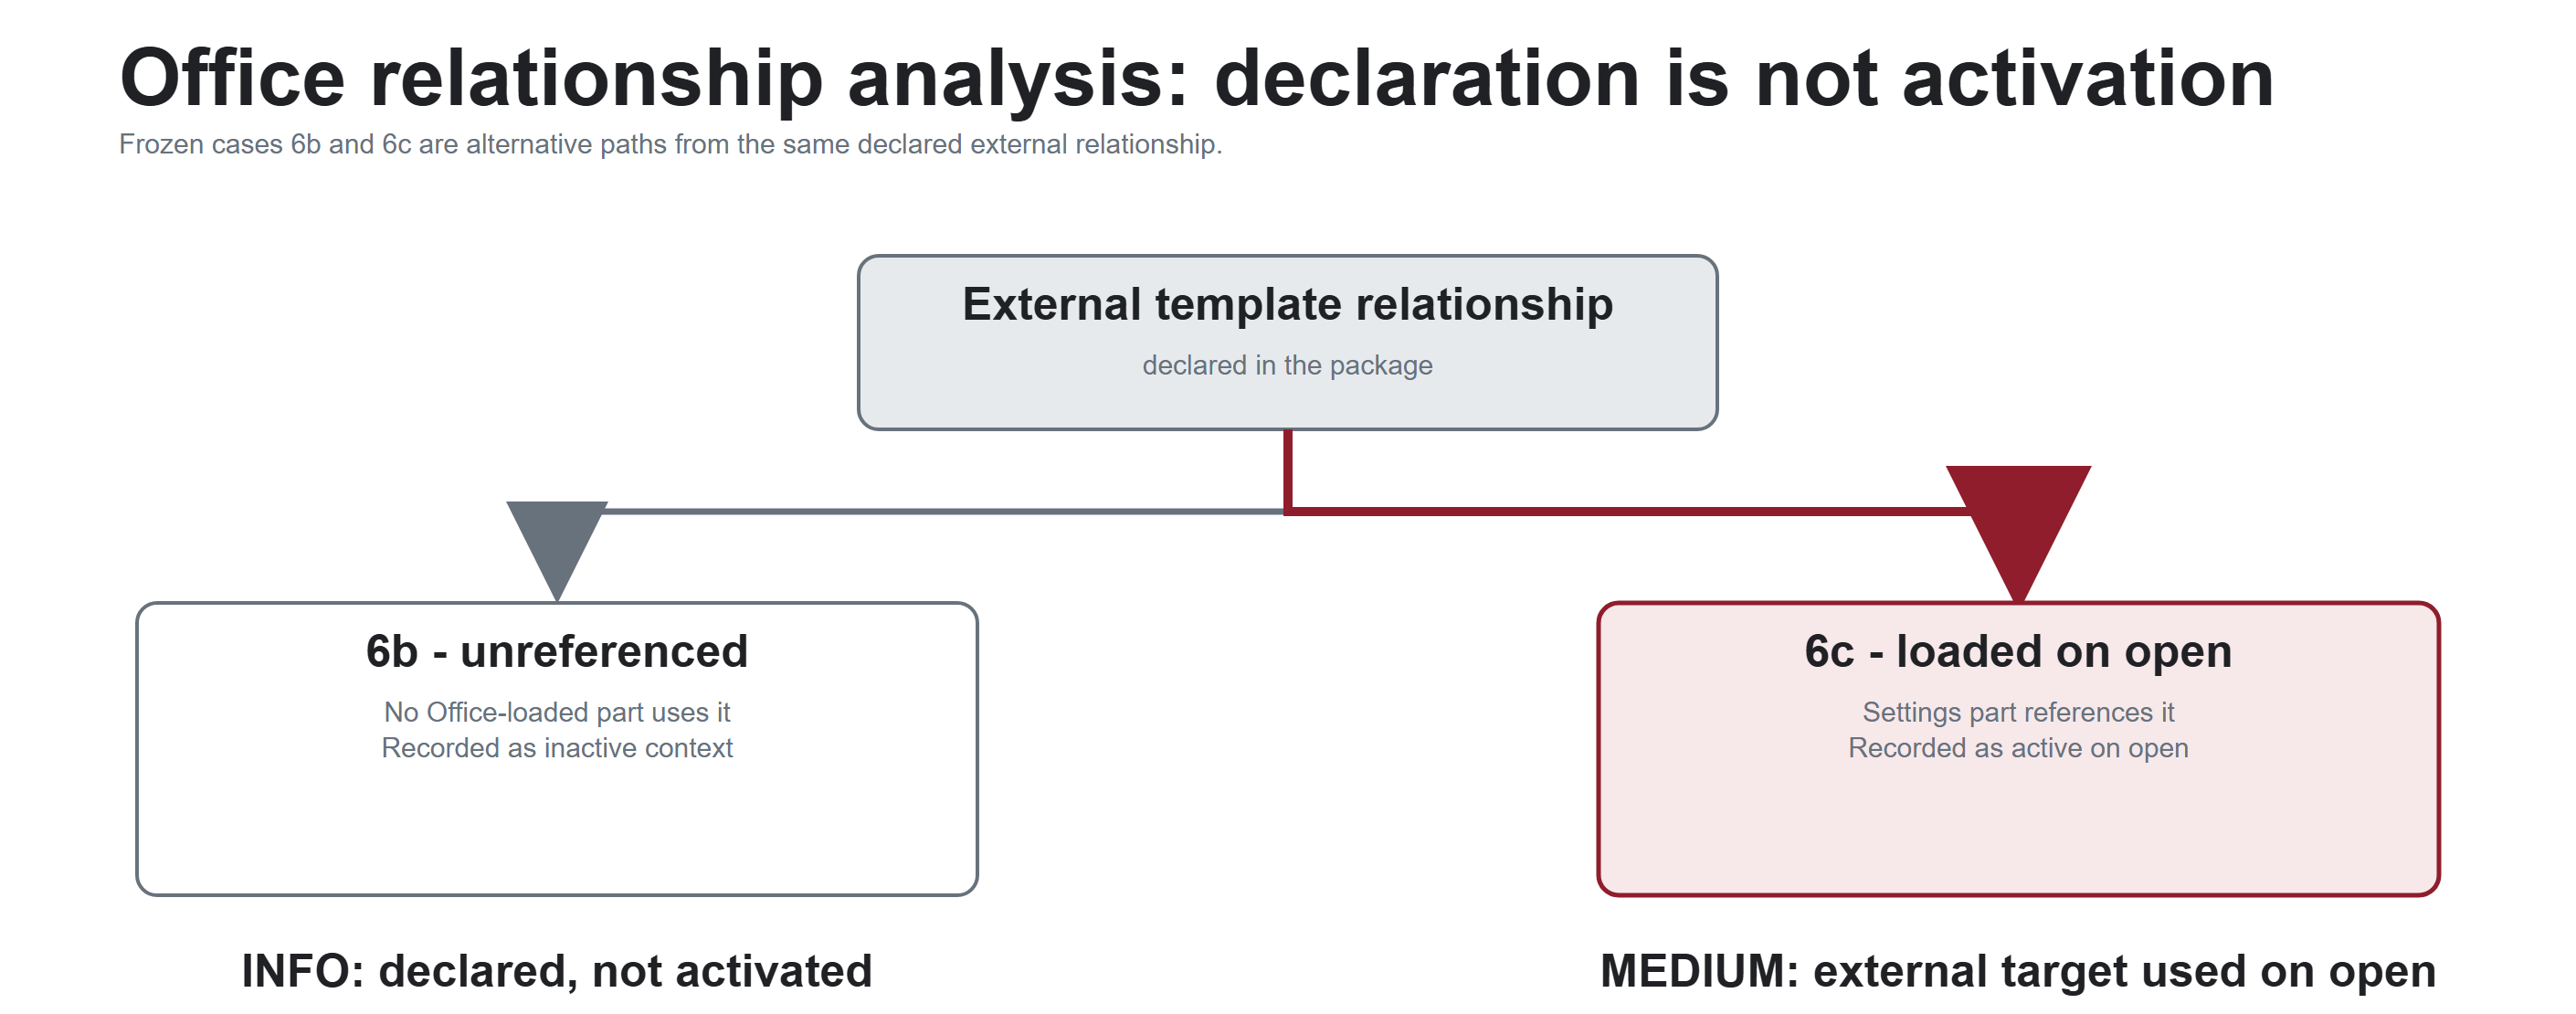 Office relationship analysis: declaration is not activation
Frozen cases 6b and 6c are alternative paths from the same declared external relationship.
External template relationship
declared in the package
6b - unreferenced
No Office-loaded part uses it
Recorded as inactive context
6c - loaded on open
Settings part references it
Recorded as active on open
INFO: declared, not activated
MEDIUM: external target used on open